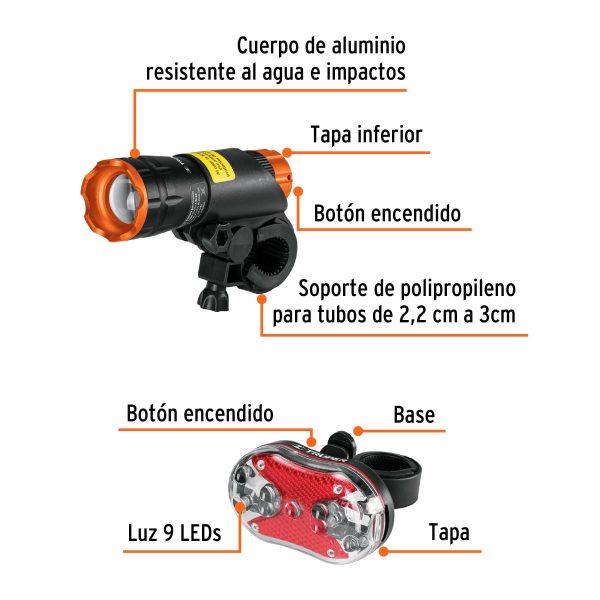 Cuerpo de aluminio
resistente al agua e impactos
Tapa inferior
Botón encendido
Soporte de polipropileno
para tubos de 2,2 cm a 3cm
Botón encendido
Base
TRUPER
Luz 9 LEDs
Tapa